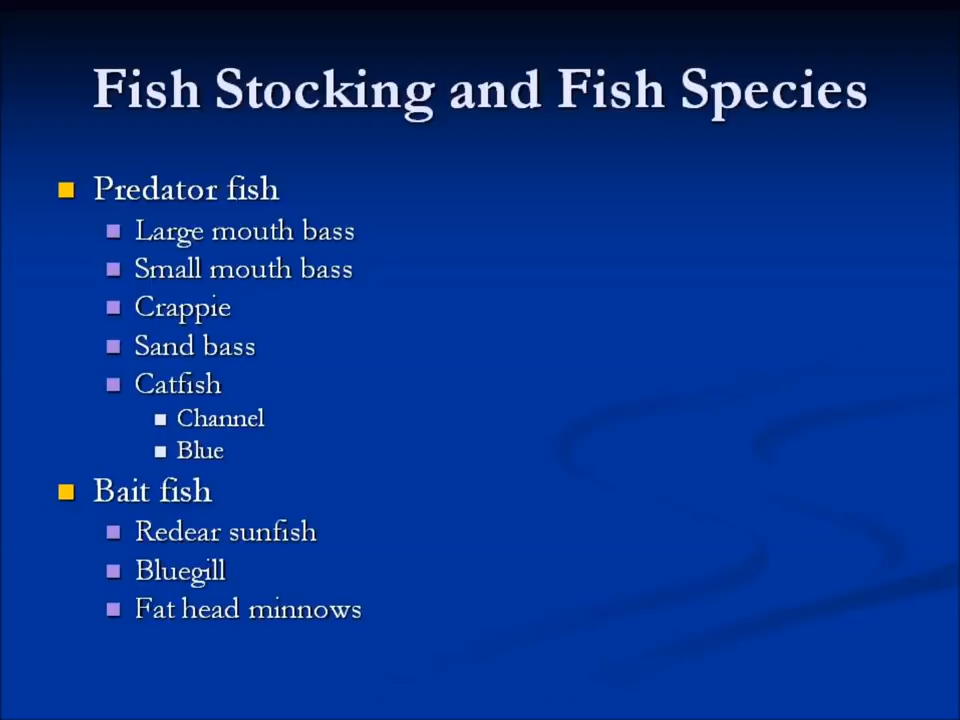 Fish Stocking and Fish Species
Predator fish
Large mouth bass
Small mouth bass
Crappie
Sand bass
Catfish
Channel
Blue
Bait fish
Redear sunfish
Bluegill
Fat head minnows